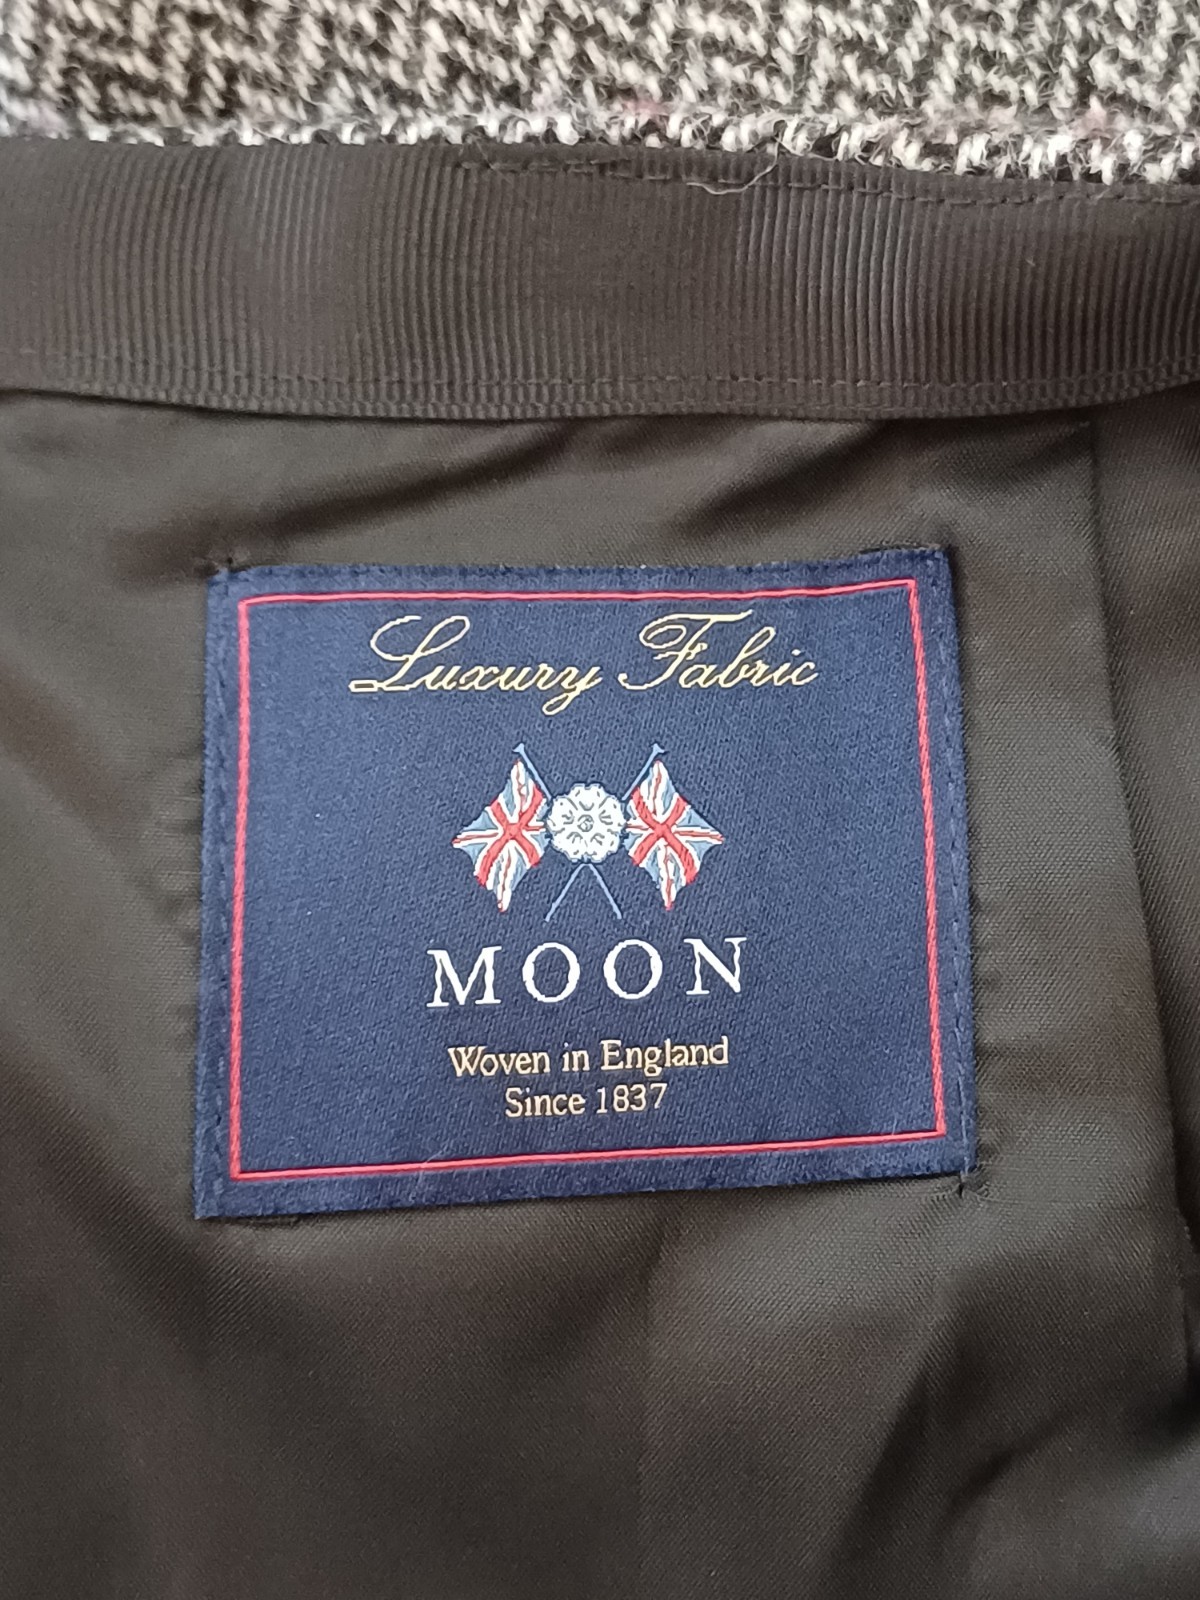 Luxury Fabric
MOON
Woven in England
Since 1837